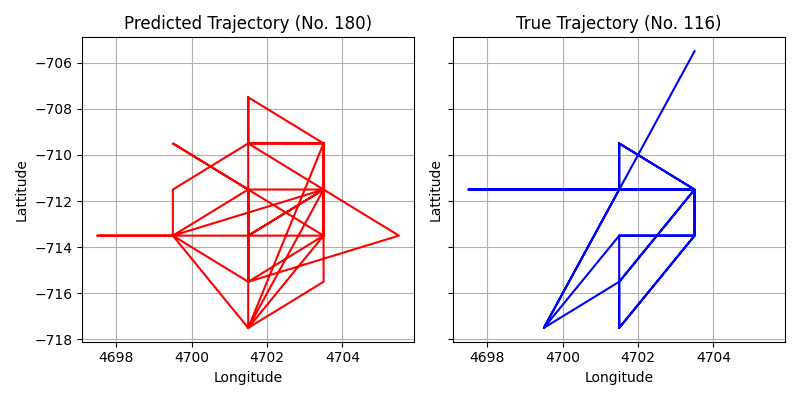 Predicted Trajectory (No. 180)
True Trajectory (No. 116)
−706
−708
−710
−712
−714
−716
−718
Lattitude
Lattitude
4698 4700 4702 4704
4698 4700 4702 4704
Longitude
Longitude